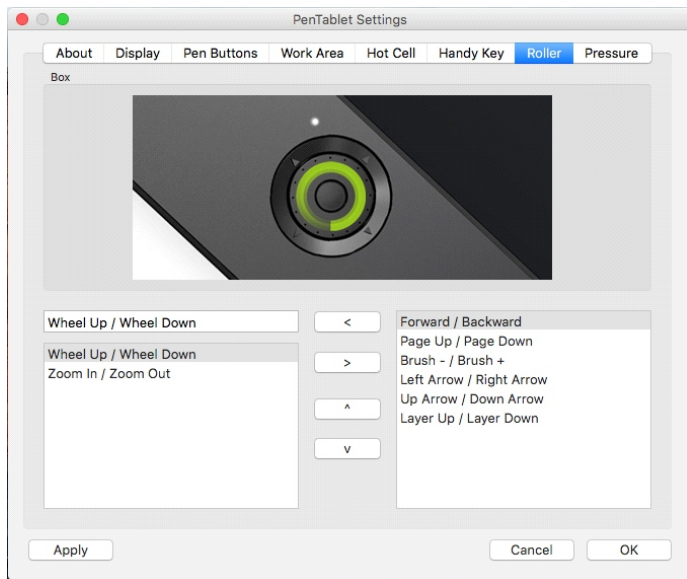 PenTablet Settings
About Display Pen Buttons Work Area Hot Cell Handy Key Roller Pressure
Box
Wheel Up / Wheel Down
<
>
^
v
Wheel Up / Wheel Down
Zoom In / Zoom Out
Forward / Backward
Page Up / Page Down
Brush - / Brush +
Left Arrow / Right Arrow
Up Arrow / Down Arrow
Layer Up / Layer Down
Apply Cancel OK